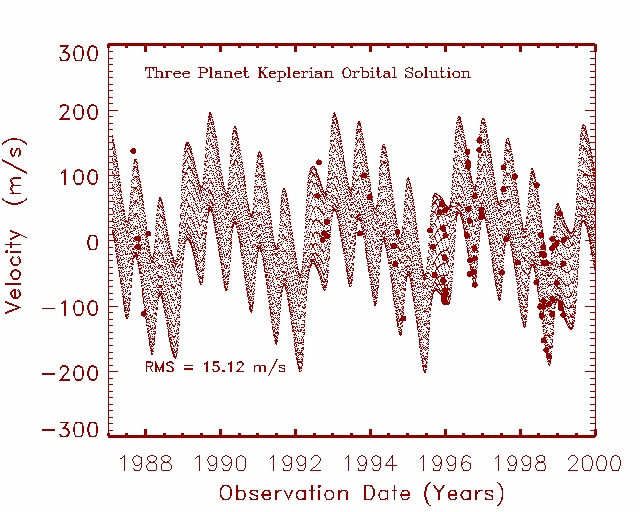 Three Planet Keplerian Orbital Solution
300
200
100
0
−100
−200
−300
Velocity (m/s)
RMS = 15.12 m/s
1988 1990 1992 1994 1996 1998 2000
Observation Date (Years)